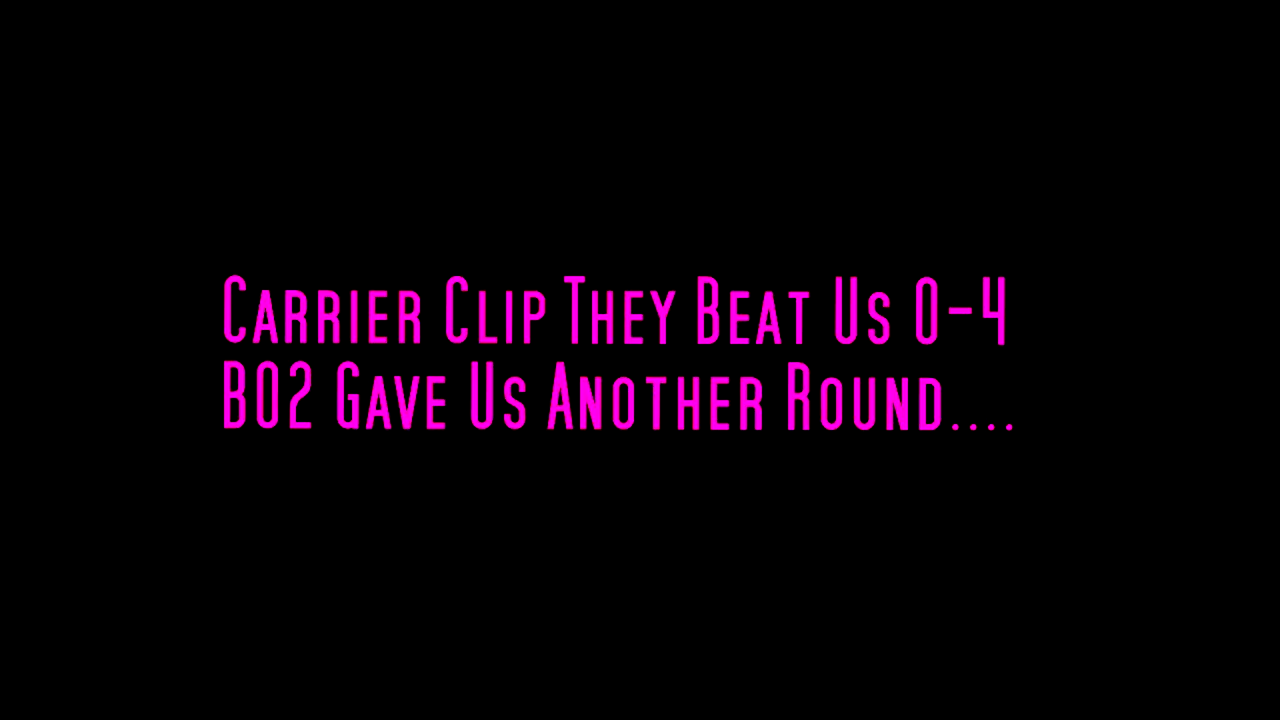 Carrier Clip They Beat Us 0-4
BO2 Gave Us Another Round....